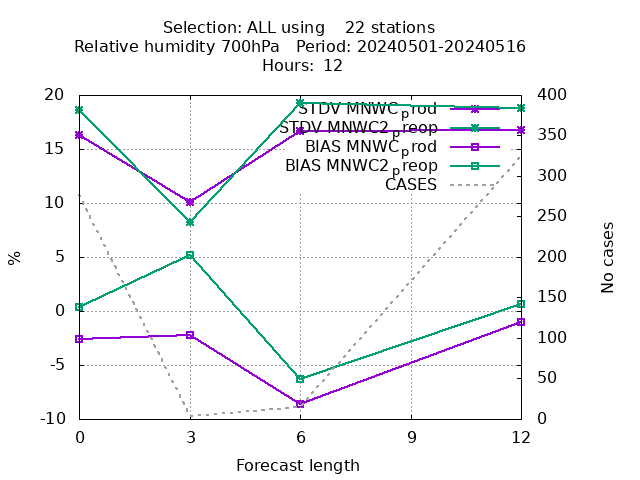 Selection: ALL using    22 stations
Relative humidity 700hPa   Period: 20240501-20240516
Hours: 12
20
15
10
5
0
-5
-10
%
400
350
300
250
200
150
100
50
0
No cases
STDV MNWC_prod
STDV MNWC2_preop
BIAS MNWC_prod
BIAS MNWC2_preop
CASES
0 3 6 9 12
Forecast length